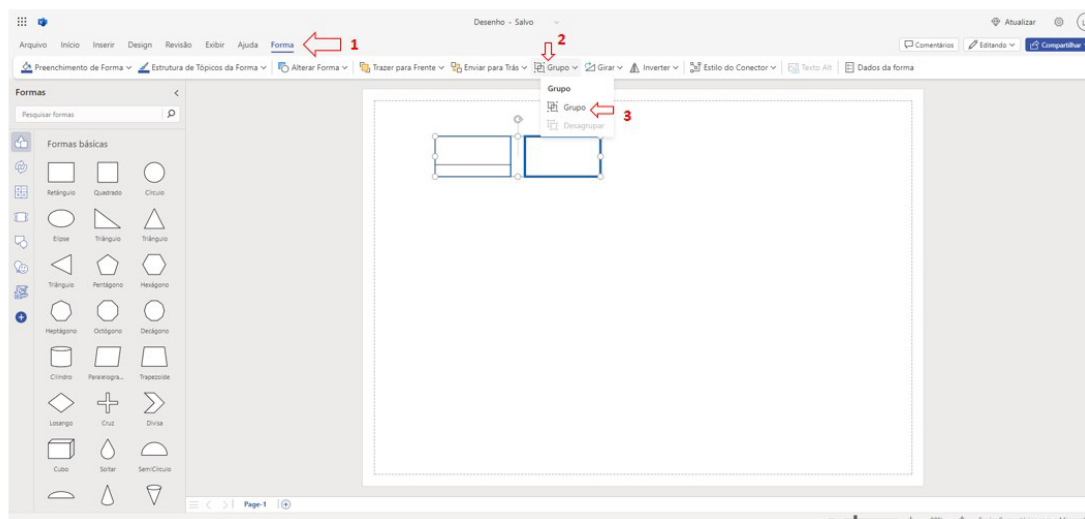 Desenho - Salvo
Atualizar
Arquivo Início Inserir Design Revisão Exibir Ajuda Forma 1 2
Comentários Editando Compartilhar
Preenchimento de Forma Estrutura de Tópicos da Forma Alterar Forma Trazer para Frente Enviar para Trás Grupo Girar Inverter Estilo do Conector Texto Alt Dados da forma
Formas
Grupo
Pesquisar formas
Grupo 3
Desagrupar
Formas básicas
Retângulo Quadrado Círculo
Elipse Triângulo Triângulo
Triângulo Pentágono Hexágono
Heptágono Octógono Decágono
Cilindro Paralelogra... Trapezoide
Losango Cruz Divisa
Cubo Soltar SemiCírculo
Page-1